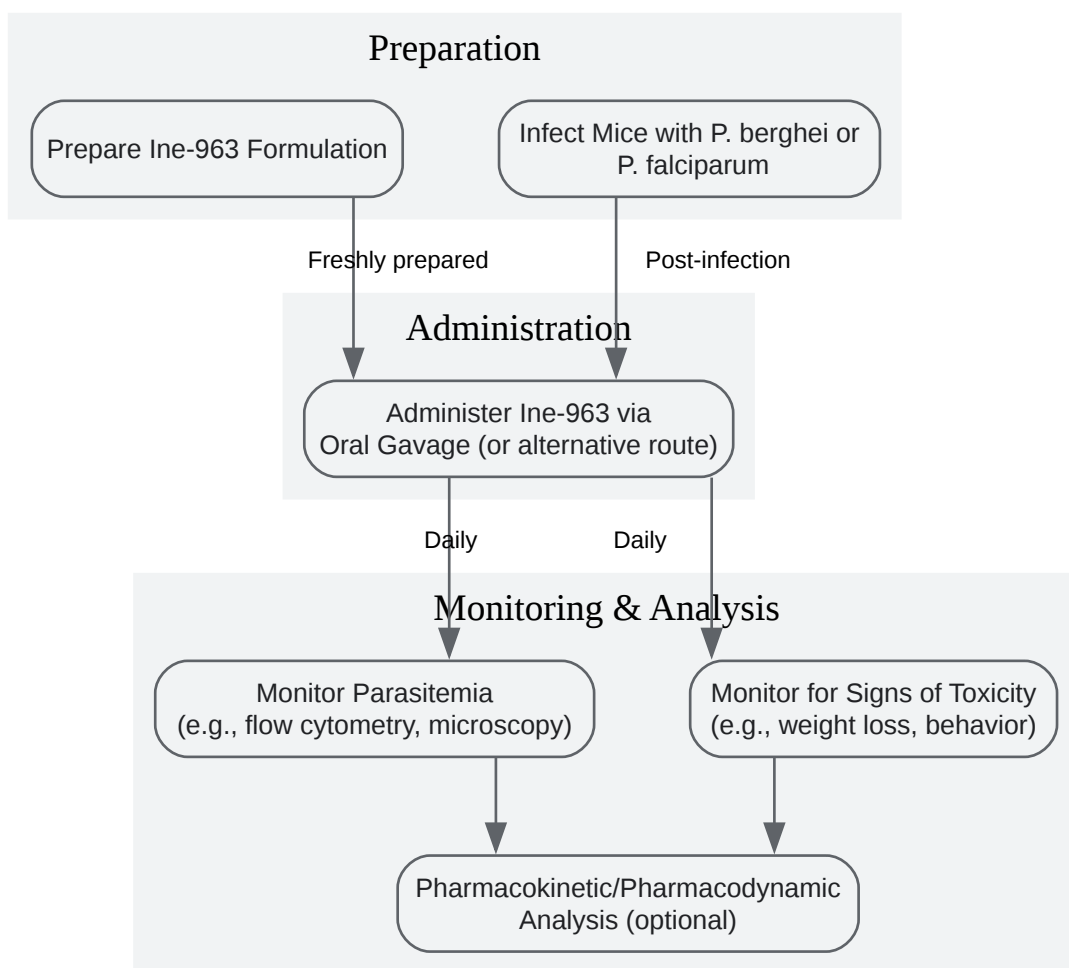 Preparation
Prepare Ine-963 Formulation
Infect Mice with P. berghei or
P. falciparum
Freshly prepared
Post-infection
Administration
Administer Ine-963 via
Oral Gavage (or alternative route)
Daily
Daily
Monitoring & Analysis
Monitor Parasitemia
(e.g., flow cytometry, microscopy)
Monitor for Signs of Toxicity
(e.g., weight loss, behavior)
Pharmacokinetic/Pharmacodynamic
Analysis (optional)